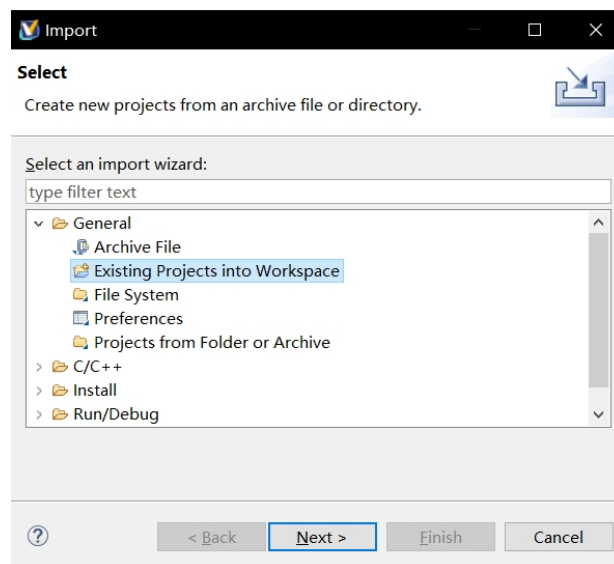 Import
Select
Create new projects from an archive file or directory.
Select an import wizard:
type filter text
General
Archive File
Existing Projects into Workspace
File System
Preferences
Projects from Folder or Archive
C/C++
Install
Run/Debug
?
< Back
Next >
Finish
Cancel